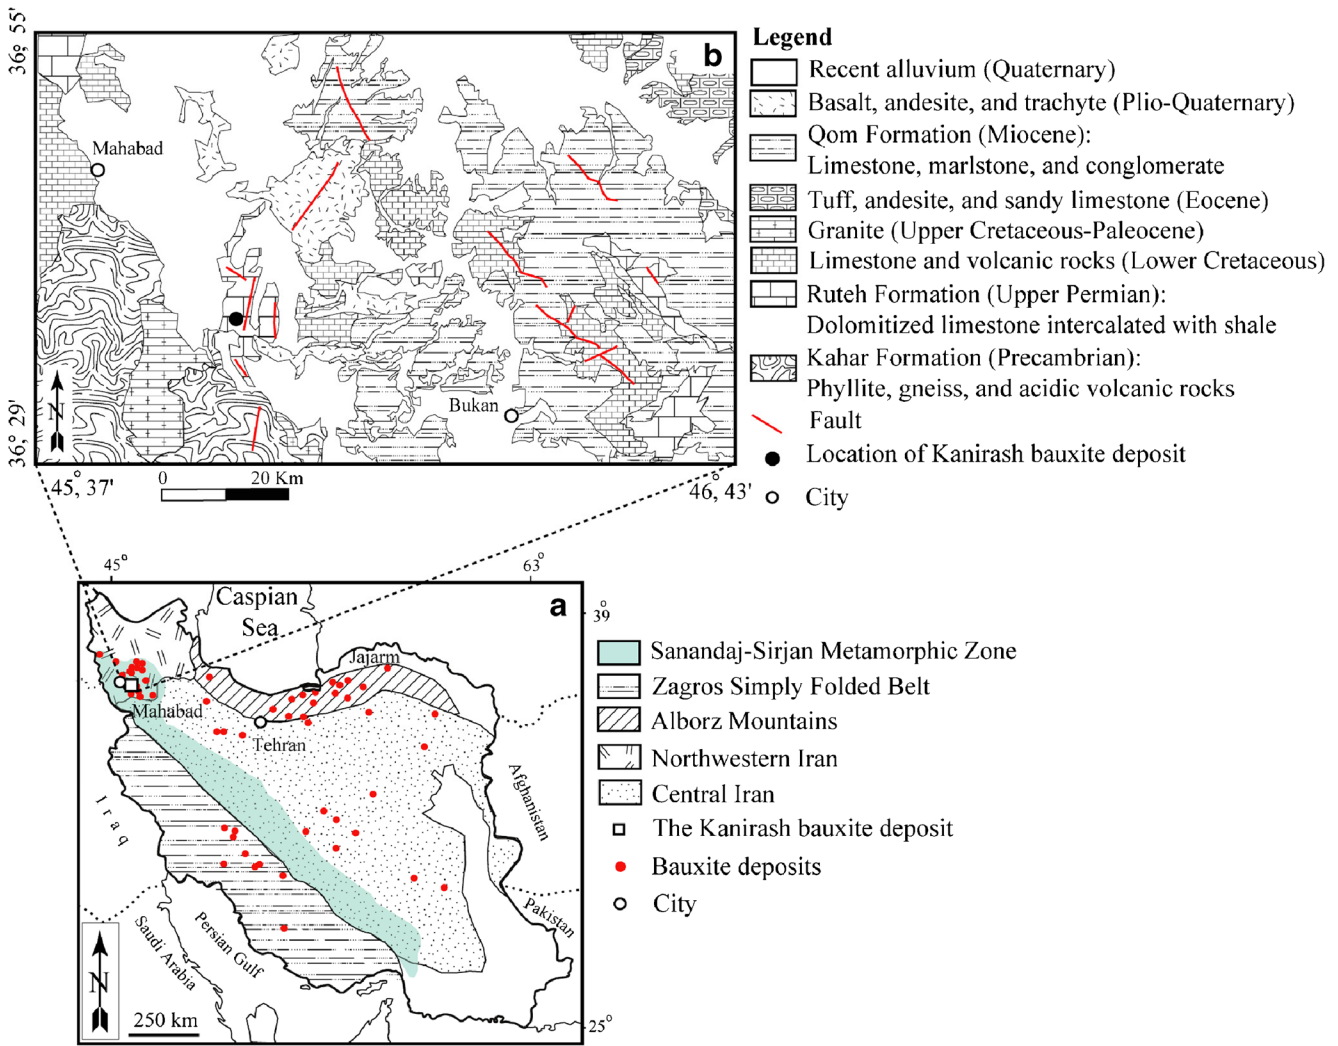 36° 55'
b
Mahabad
Bukan
N
36° 29'
45°, 37'
0 20 Km
46°, 43'
Legend
Recent alluvium (Quaternary)
Basalt, andesite, and trachyte (Plio-Quaternary)
Qom Formation (Miocene):
Limestone, marlstone, and conglomerate
Tuff, andesite, and sandy limestone (Eocene)
Granite (Upper Cretaceous-Paleocene)
Limestone and volcanic rocks (Lower Cretaceous)
Ruteh Formation (Upper Permian):
Dolomitized limestone intercalated with shale
Kahar Formation (Precambrian):
Phyllite, gneiss, and acidic volcanic rocks
Fault
Location of Kanirash bauxite deposit
City
45°
63°
a
39°
Caspian
Sea
Jajarm
Mahabad
Tehran
Afghanistan
Iraq
Pakistan
Persian Gulf
Saudi Arabia
N
250 km
25°
Sanandaj-Sirjan Metamorphic Zone
Zagros Simply Folded Belt
Alborz Mountains
Northwestern Iran
Central Iran
The Kanirash bauxite deposit
Bauxite deposits
City